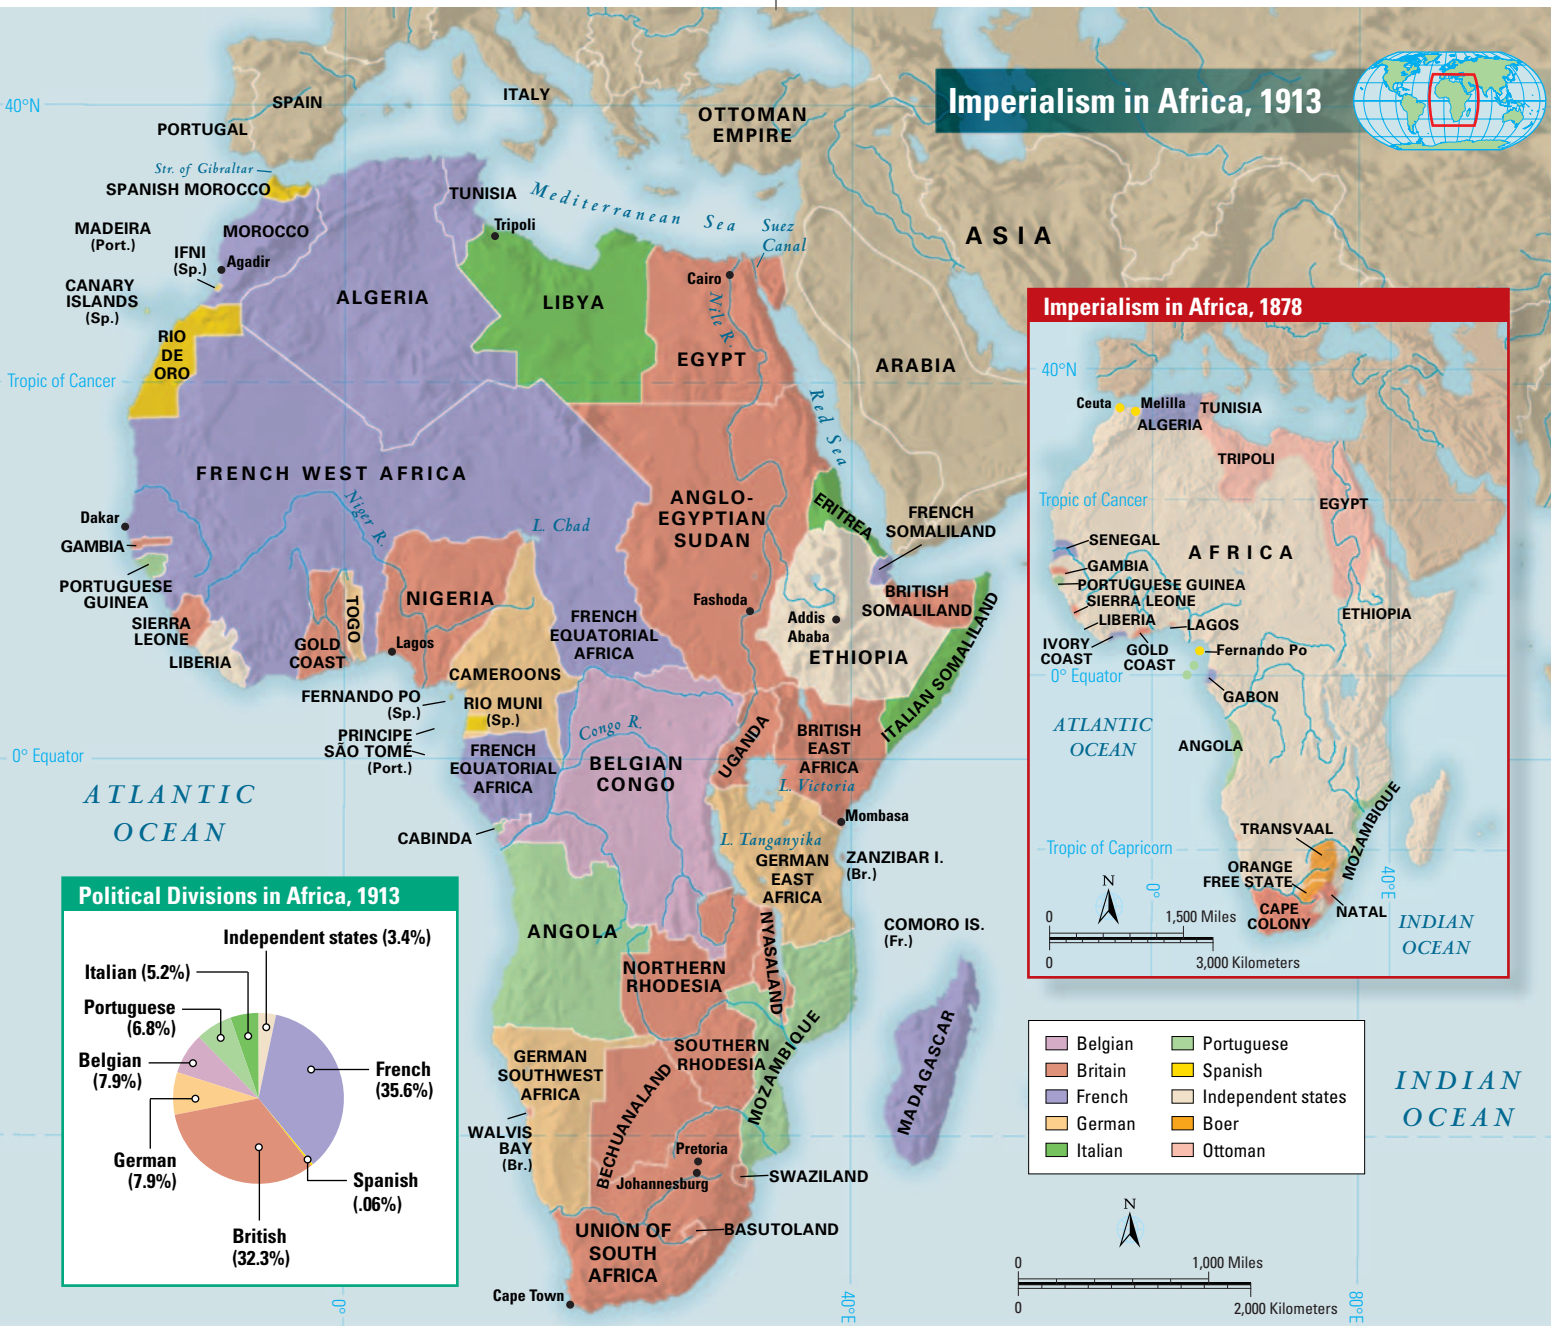 Imperialism in Africa, 1913
40°N
SPAIN
PORTUGAL
ITALY
OTTOMAN
EMPIRE
Str. of Gibraltar
SPANISH MOROCCO
TUNISIA
Mediterranean Sea
Suez
Canal
ASIA
MADEIRA
(Port.)
MOROCCO
Tripoli
IFNI
(Sp.)
Agadir
Cairo
CANARY
ISLANDS
(Sp.)
ALGERIA
LIBYA
Nile R.
EGYPT
ARABIA
RIO
DE
ORO
Tropic of Cancer
Red Sea
FRENCH WEST AFRICA
Niger R.
L. Chad
ANGLO-
EGYPTIAN
SUDAN
ERITREA
FRENCH
SOMALILAND
Dakar
GAMBIA
PORTUGUESE
GUINEA
SIERRA
LEONE
LIBERIA
GOLD
COAST
TOGO
NIGERIA
Lagos
FRENCH
EQUATORIAL
AFRICA
Fashoda
Addis
Ababa
BRITISH
SOMALILAND
ETHIOPIA
ITALIAN SOMALILAND
CAMEROONS
FERNANDO PO
(Sp.)
RIO MUNI
(Sp.)
PRINCIPE
SÃO TOMÉ
(Port.)
Congo R.
FRENCH
EQUATORIAL
AFRICA
BELGIAN
CONGO
UGANDA
BRITISH
EAST
AFRICA
L. Victoria
0° Equator
ATLANTIC
OCEAN
CABINDA
Mombasa
L. Tanganyika
GERMAN
EAST
AFRICA
ZANZIBAR I.
(Br.)
COMORO IS.
(Fr.)
ANGOLA
NORTHERN
RHODESIA
NYASALAND
MOZAMBIQUE
MADAGASCAR
SOUTHERN
RHODESIA
GERMAN
SOUTHWEST
AFRICA
BECHUANALAND
WALVIS
BAY
(Br.)
Pretoria
Johannesburg
SWAZILAND
BASUTOLAND
UNION OF
SOUTH
AFRICA
Cape Town
INDIAN
OCEAN
0°
40°E
80°E
Political Divisions in Africa, 1913
Independent states (3.4%)
Italian (5.2%)
Portuguese
(6.8%)
Belgian
(7.9%)
French
(35.6%)
German
(7.9%)
Spanish
(.06%)
British
(32.3%)
Imperialism in Africa, 1878
40°N
Ceuta
Melilla
TUNISIA
ALGERIA
TRIPOLI
Tropic of Cancer
EGYPT
SENEGAL
AFRICA
GAMBIA
PORTUGUESE GUINEA
SIERRA LEONE
LIBERIA
LAGOS
ETHIOPIA
IVORY
COAST
GOLD
COAST
Fernando Po
0° Equator
GABON
ATLANTIC
OCEAN
ANGOLA
MOZAMBIQUE
TRANSVAAL
Tropic of Capricorn
ORANGE
FREE STATE
CAPE
COLONY
NATAL
INDIAN
OCEAN
0°
40°E
N
0
1,500 Miles
0
3,000 Kilometers
Belgian
Britain
French
German
Italian
Portuguese
Spanish
Independent states
Boer
Ottoman
N
0
1,000 Miles
0
2,000 Kilometers